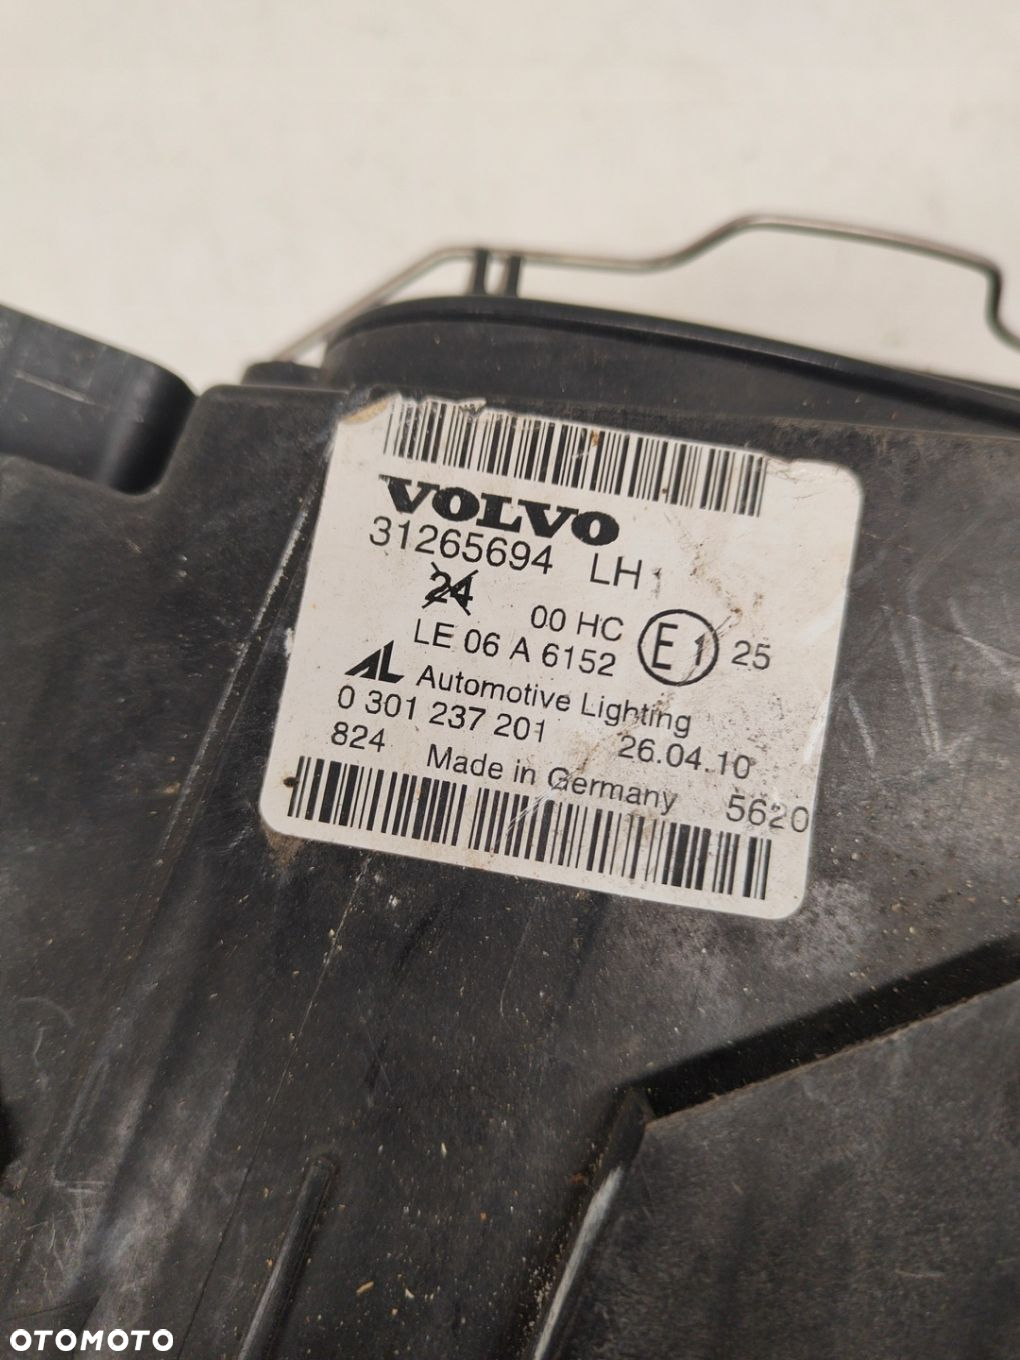 VOLVO
31265694 LH
24
00 HC E1 25
LE 06 A 6152
AL Automotive Lighting
0 301 237 201 26.04.10
824 Made in Germany 5620
OTOMOTO